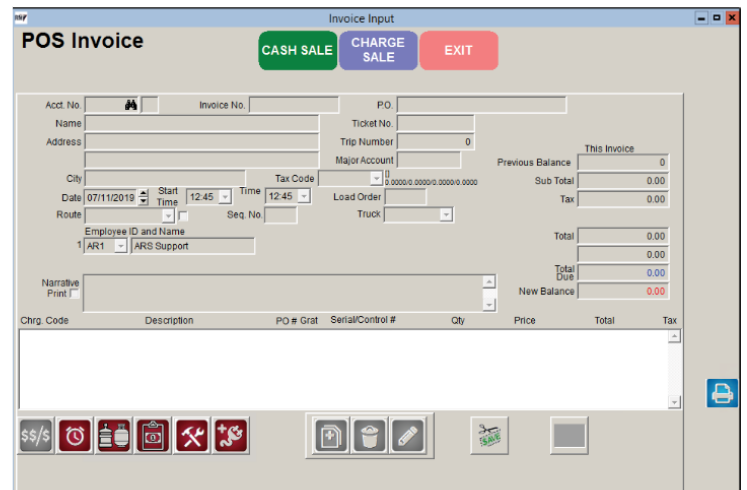 Invoice Input
POS Invoice
CASH SALE
CHARGE
SALE
EXIT
Acct. No.
Invoice No.
P.O.
Name
Ticket No.
Address
Trip Number 0
This Invoice
Major Account
Previous Balance 0
City
Tax Code
[]
0.0000/0.0000/0.0000/0.0000
Sub Total 0.00
Date 07/11/2019
Start
Time
12:45
Time 12:45
Load Order
Tax 0.00
Route
Seq. No.
Truck
Employee ID and Name
1 AR1 ARS Support
Total 0.00
0.00
Total
Due
0.00
Narrative
Print
New Balance 0.00
Chrg. Code Description PO # Grat Serial/Control # Qty Price Total Tax
$$/$
SAVE